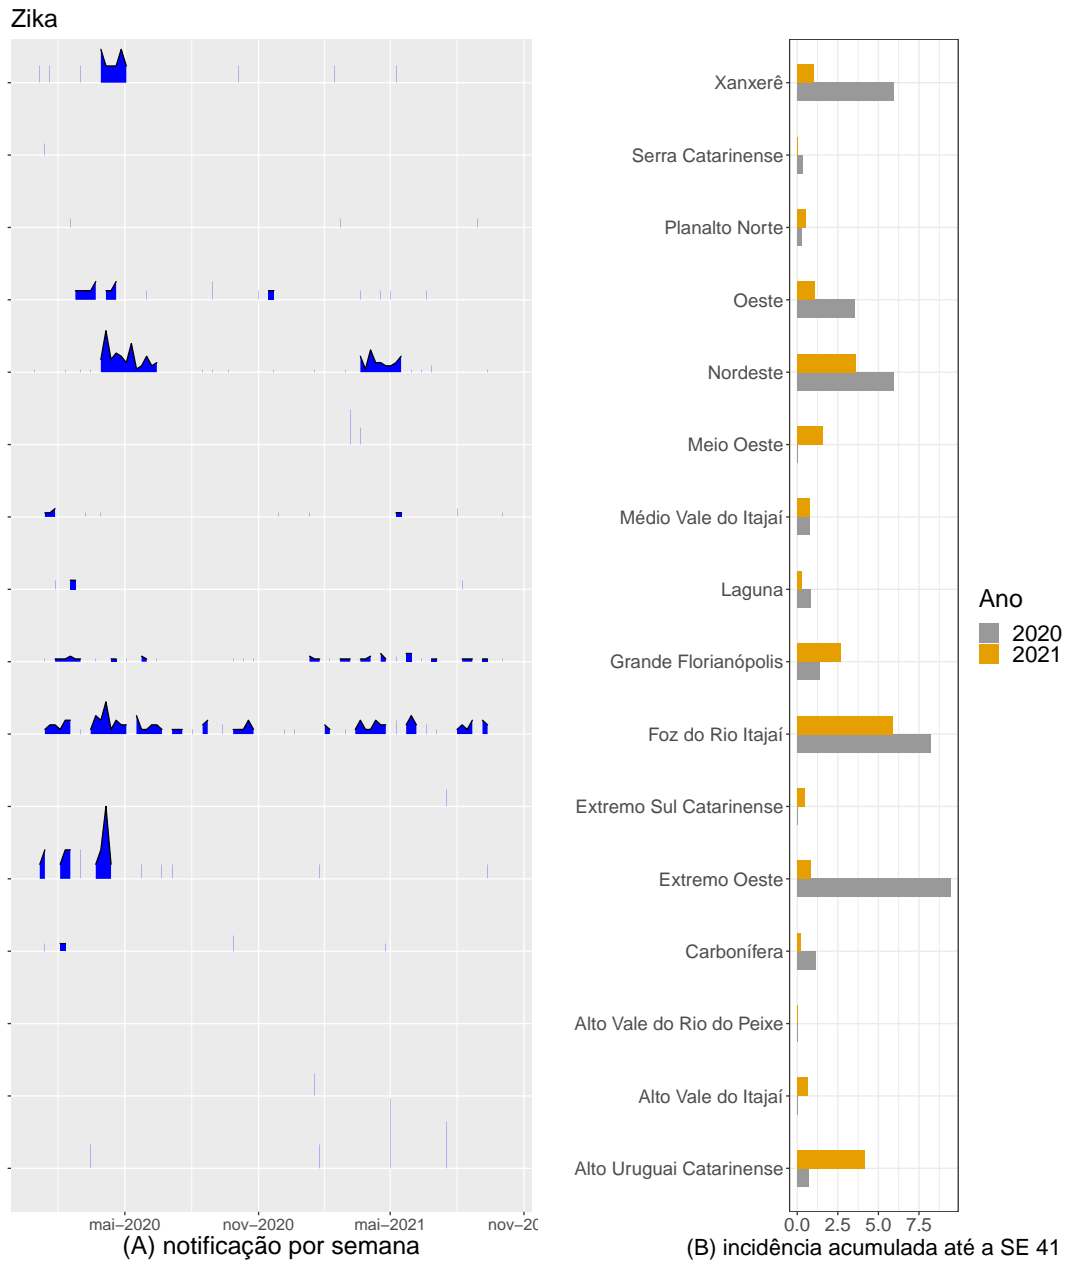 Zika
Xanxerê
Serra Catarinense
Planalto Norte
Oeste
Nordeste
Meio Oeste
Médio Vale do Itajaí
Laguna
Grande Florianópolis
Foz do Rio Itajaí
Extremo Sul Catarinense
Extremo Oeste
Carbonífera
Alto Vale do Rio do Peixe
Alto Vale do Itajaí
Alto Uruguai Catarinense
Ano
2020
2021
mai–2020 nov–2020 mai–2021
0.0 2.5 5.0 7.5
(A) notificação por semana
(B) incidência acumulada até a SE 41